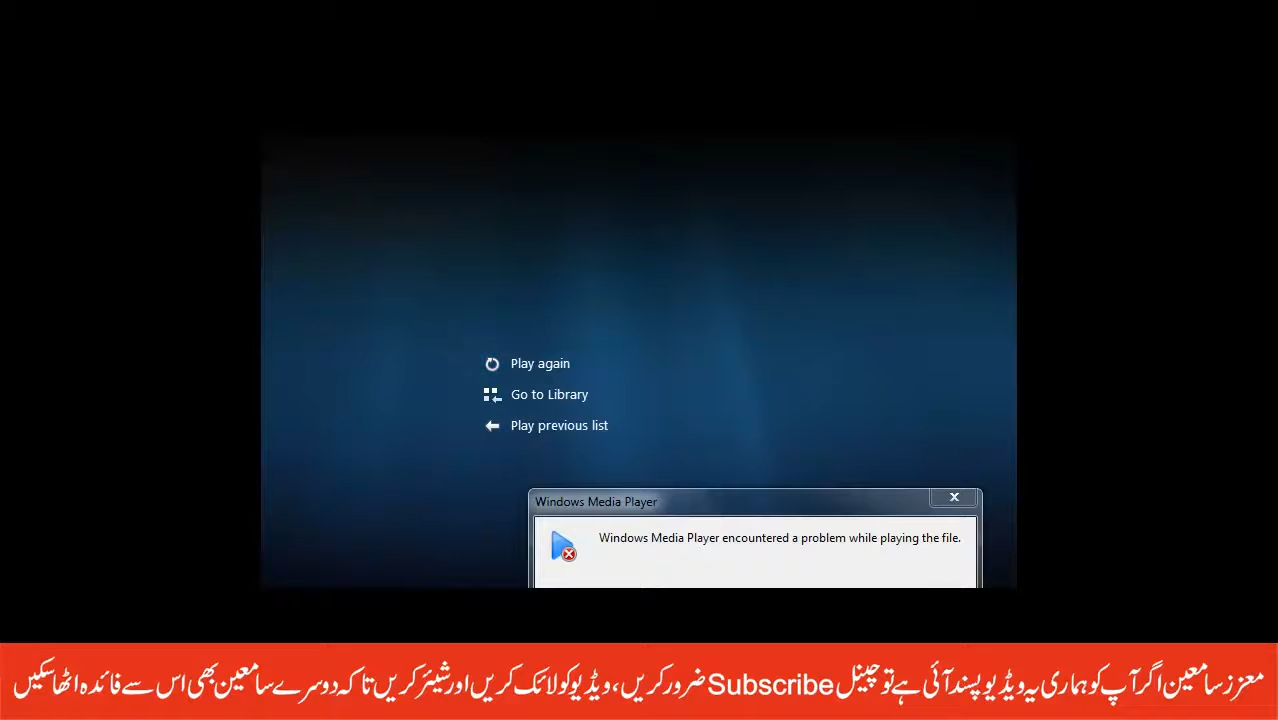 Play again
Go to Library
Play previous list
Windows Media Player
Windows Media Player encountered a problem while playing the file.
معزز سامعین اگر آپ کو ہماری یہ ویڈیو پسند آئی ہے تو چینل Subscribe ضرور کریں، ویڈیو کو لائک کریں اور شیئر کریں تاکہ دوسرے سامعین بھی اس سے فائدہ اٹھا سکیں